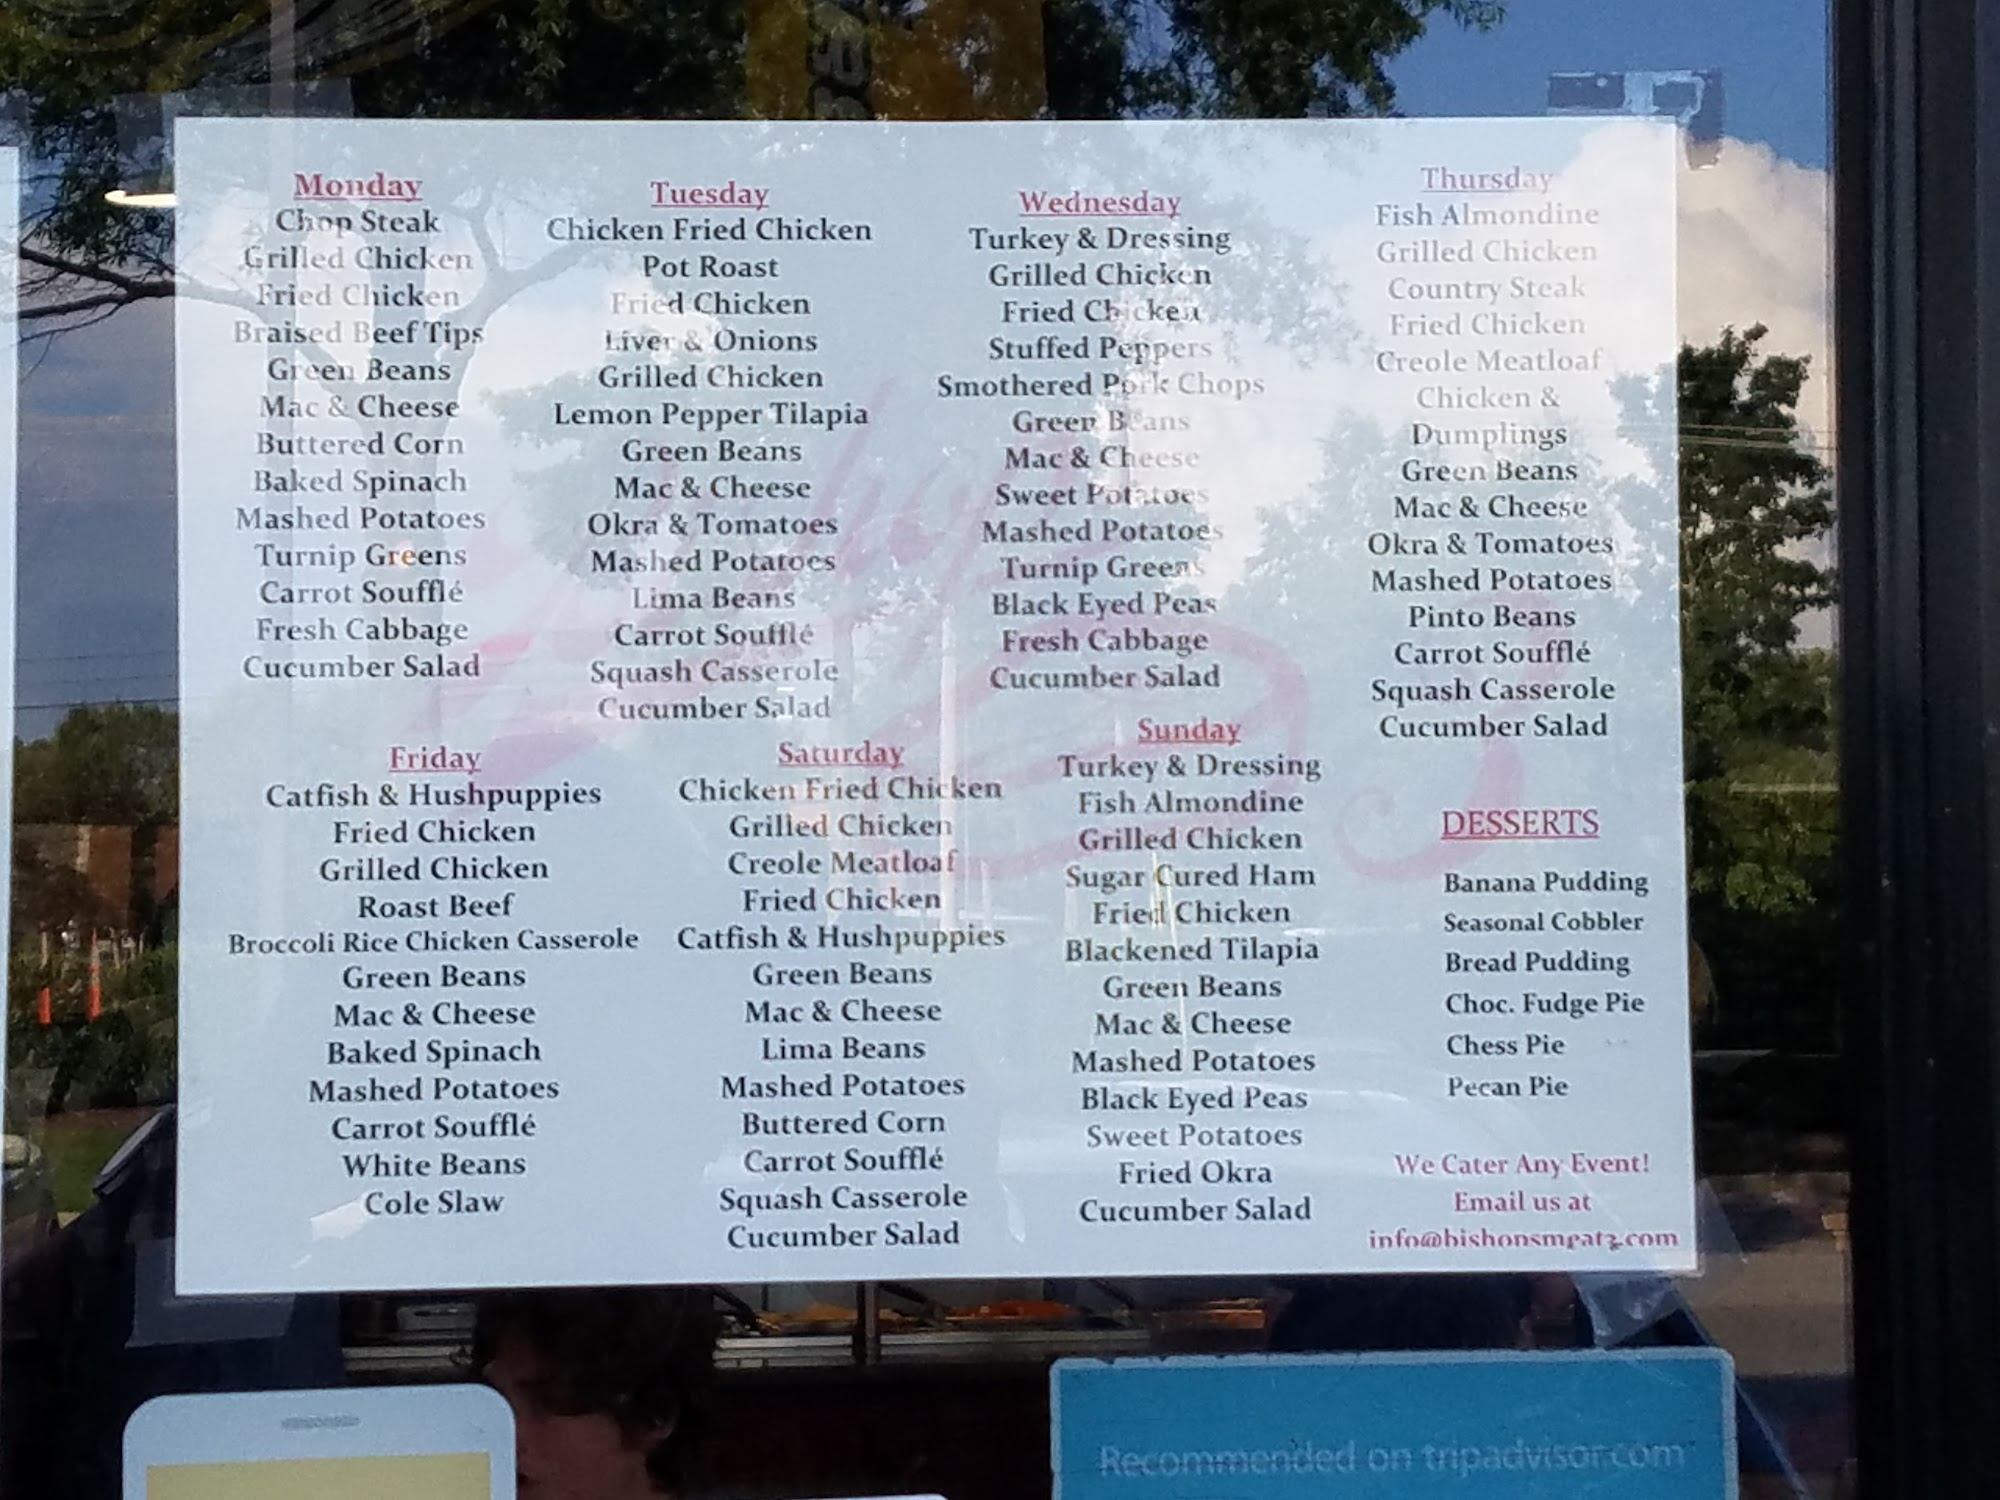 Monday
Chop Steak
Grilled Chicken
Fried Chicken
Braised Beef Tips
Green Beans
Mac & Cheese
Buttered Corn
Baked Spinach
Mashed Potatoes
Turnip Greens
Carrot Soufflé
Fresh Cabbage
Cucumber Salad
Tuesday
Chicken Fried Chicken
Pot Roast
Fried Chicken
Liver & Onions
Grilled Chicken
Lemon Pepper Tilapia
Green Beans
Mac & Cheese
Okra & Tomatoes
Mashed Potatoes
Lima Beans
Carrot Soufflé
Squash Casserole
Cucumber Salad
Wednesday
Turkey & Dressing
Grilled Chicken
Fried Chicken
Stuffed Peppers
Smothered Pork Chops
Green Beans
Mac & Cheese
Sweet Potatoes
Mashed Potatoes
Turnip Greens
Black Eyed Peas
Fresh Cabbage
Cucumber Salad
Thursday
Fish Almondine
Grilled Chicken
Country Steak
Fried Chicken
Creole Meatloaf
Chicken &
Dumplings
Green Beans
Mac & Cheese
Okra & Tomatoes
Mashed Potatoes
Pinto Beans
Carrot Soufflé
Squash Casserole
Cucumber Salad
Friday
Catfish & Hushpuppies
Fried Chicken
Grilled Chicken
Roast Beef
Broccoli Rice Chicken Casserole
Green Beans
Mac & Cheese
Baked Spinach
Mashed Potatoes
Carrot Soufflé
White Beans
Cole Slaw
Saturday
Chicken Fried Chicken
Grilled Chicken
Creole Meatloaf
Fried Chicken
Catfish & Hushpuppies
Green Beans
Mac & Cheese
Lima Beans
Mashed Potatoes
Buttered Corn
Carrot Soufflé
Squash Casserole
Cucumber Salad
Sunday
Turkey & Dressing
Fish Almondine
Grilled Chicken
Sugar Cured Ham
Fried Chicken
Blackened Tilapia
Green Beans
Mac & Cheese
Mashed Potatoes
Black Eyed Peas
Sweet Potatoes
Fried Okra
Cucumber Salad
DESSERTS
Banana Pudding
Seasonal Cobbler
Bread Pudding
Choc. Fudge Pie
Chess Pie
Pecan Pie
We Cater Any Event!
Email us at
info@bishopsmeat3.com
Recommended on tripadvisor.com